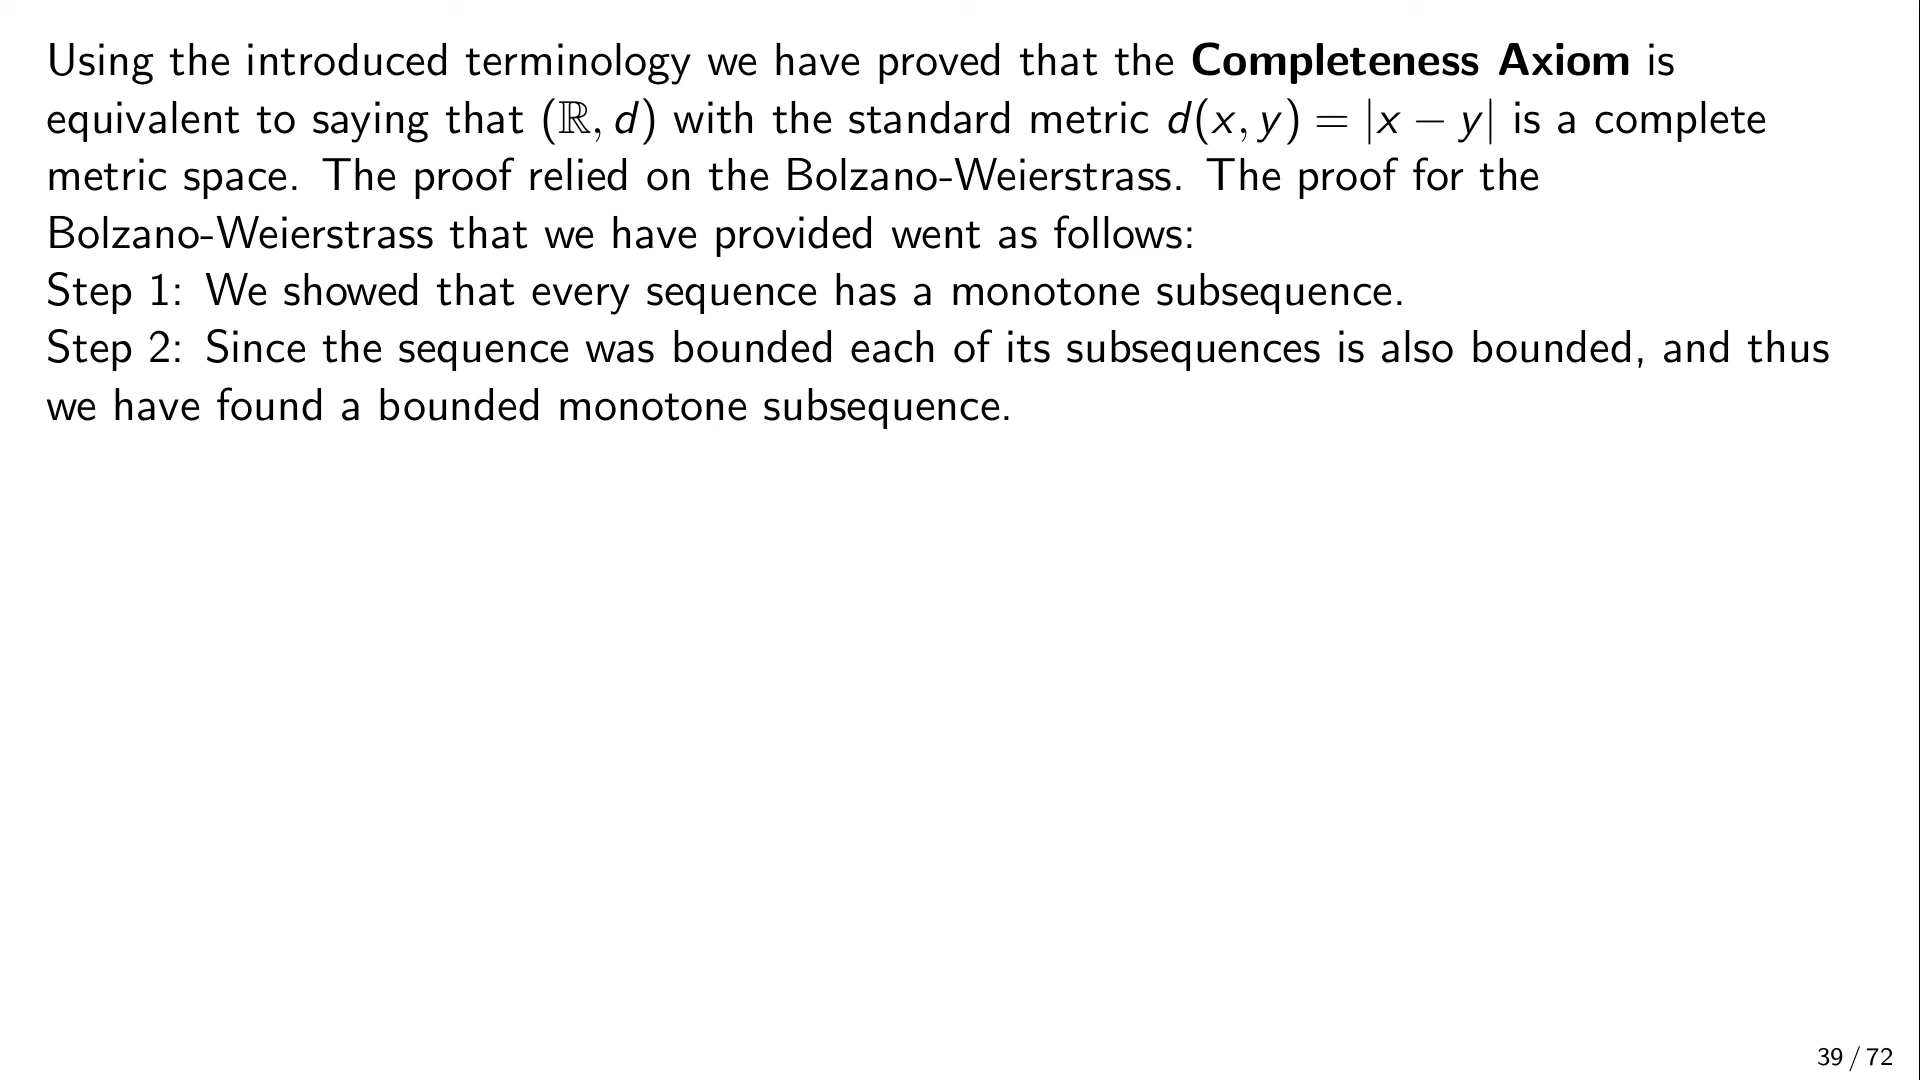 Using the introduced terminology we have proved that the Completeness Axiom is
equivalent to saying that (ℝ, d) with the standard metric d(x, y) = |x − y| is a complete
metric space. The proof relied on the Bolzano-Weierstrass. The proof for the
Bolzano-Weierstrass that we have provided went as follows:
Step 1: We showed that every sequence has a monotone subsequence.
Step 2: Since the sequence was bounded each of its subsequences is also bounded, and thus
we have found a bounded monotone subsequence.
39 / 72